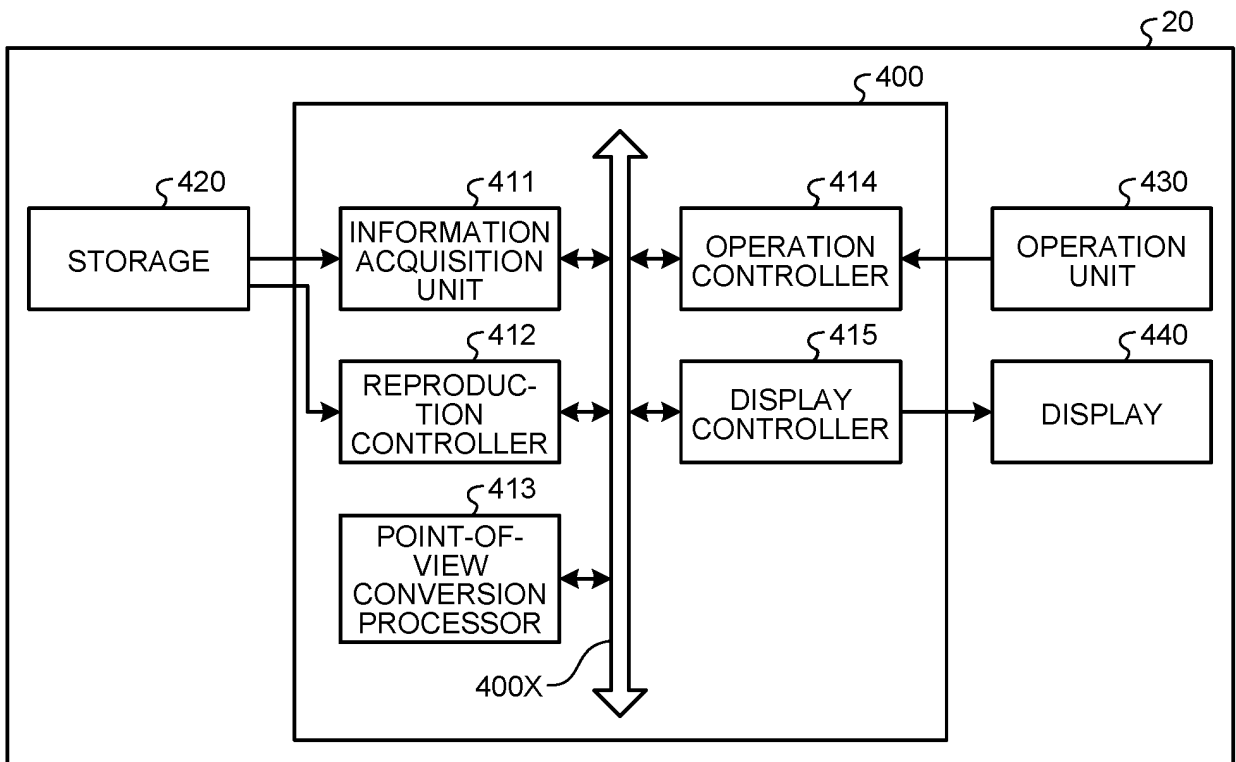 20
400
420
411
414
430
STORAGE
INFORMATION
ACQUISITION
UNIT
OPERATION
CONTROLLER
OPERATION
UNIT
412
415
440
REPRODUC-
TION
CONTROLLER
DISPLAY
CONTROLLER
DISPLAY
413
POINT-OF-
VIEW
CONVERSION
PROCESSOR
400X